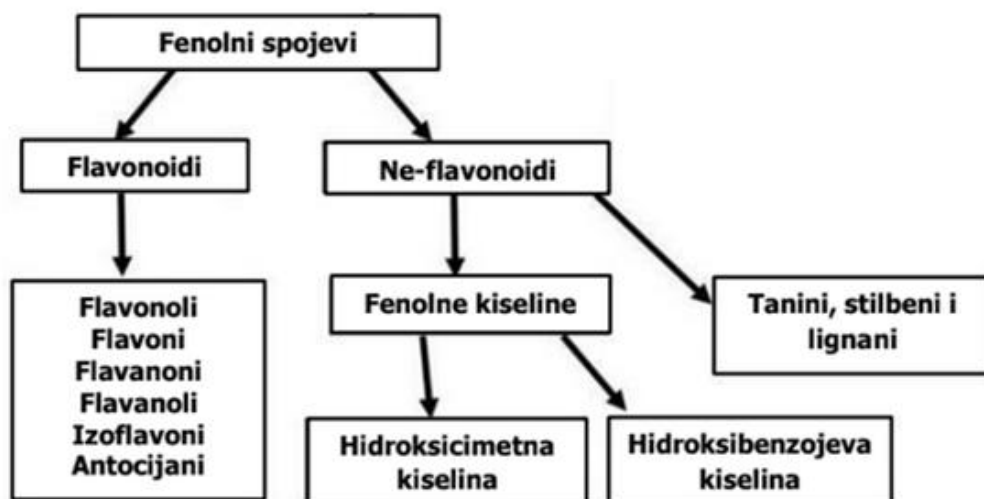 Fenolni spojevi
Flavonoidi
Ne-flavonoidi
Flavonoli
Flavoni
Flavanoni
Flavanoli
Izoflavoni
Antocijani
Fenolne kiseline
Tanini, stilbeni i
lignani
Hidroksicimetna
kiselina
Hidroksibenzojeva
kiselina